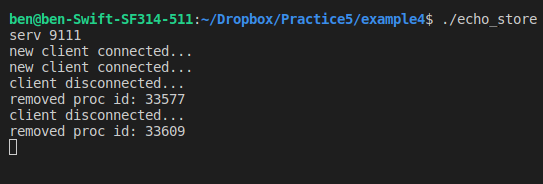 ben@ben-Swift-SF314-511:~/Dropbox/Practice5/example4$ ./echo_store
serv 9111
new client connected...
new client connected...
client disconnected...
removed proc id: 33577
client disconnected...
removed proc id: 33609